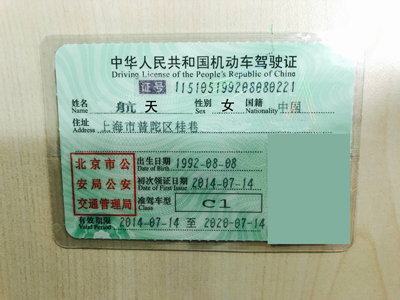 中华人民共和国机动车驾驶证
Driving License of the People's Republic of China
证号 115105199208080221
姓名 Name 航天 性别 Sex 女 国籍 Nationality 中国
住址 Address 上海市普陀区桂巷
北京市公安局公安交通管理局
出生日期 Date of Birth 1992-08-08
初次领证日期 Date of First Issue 2014-07-14
准驾车型 Class C1
有效期限 Valid Period 2014-07-14 至 2020-07-14